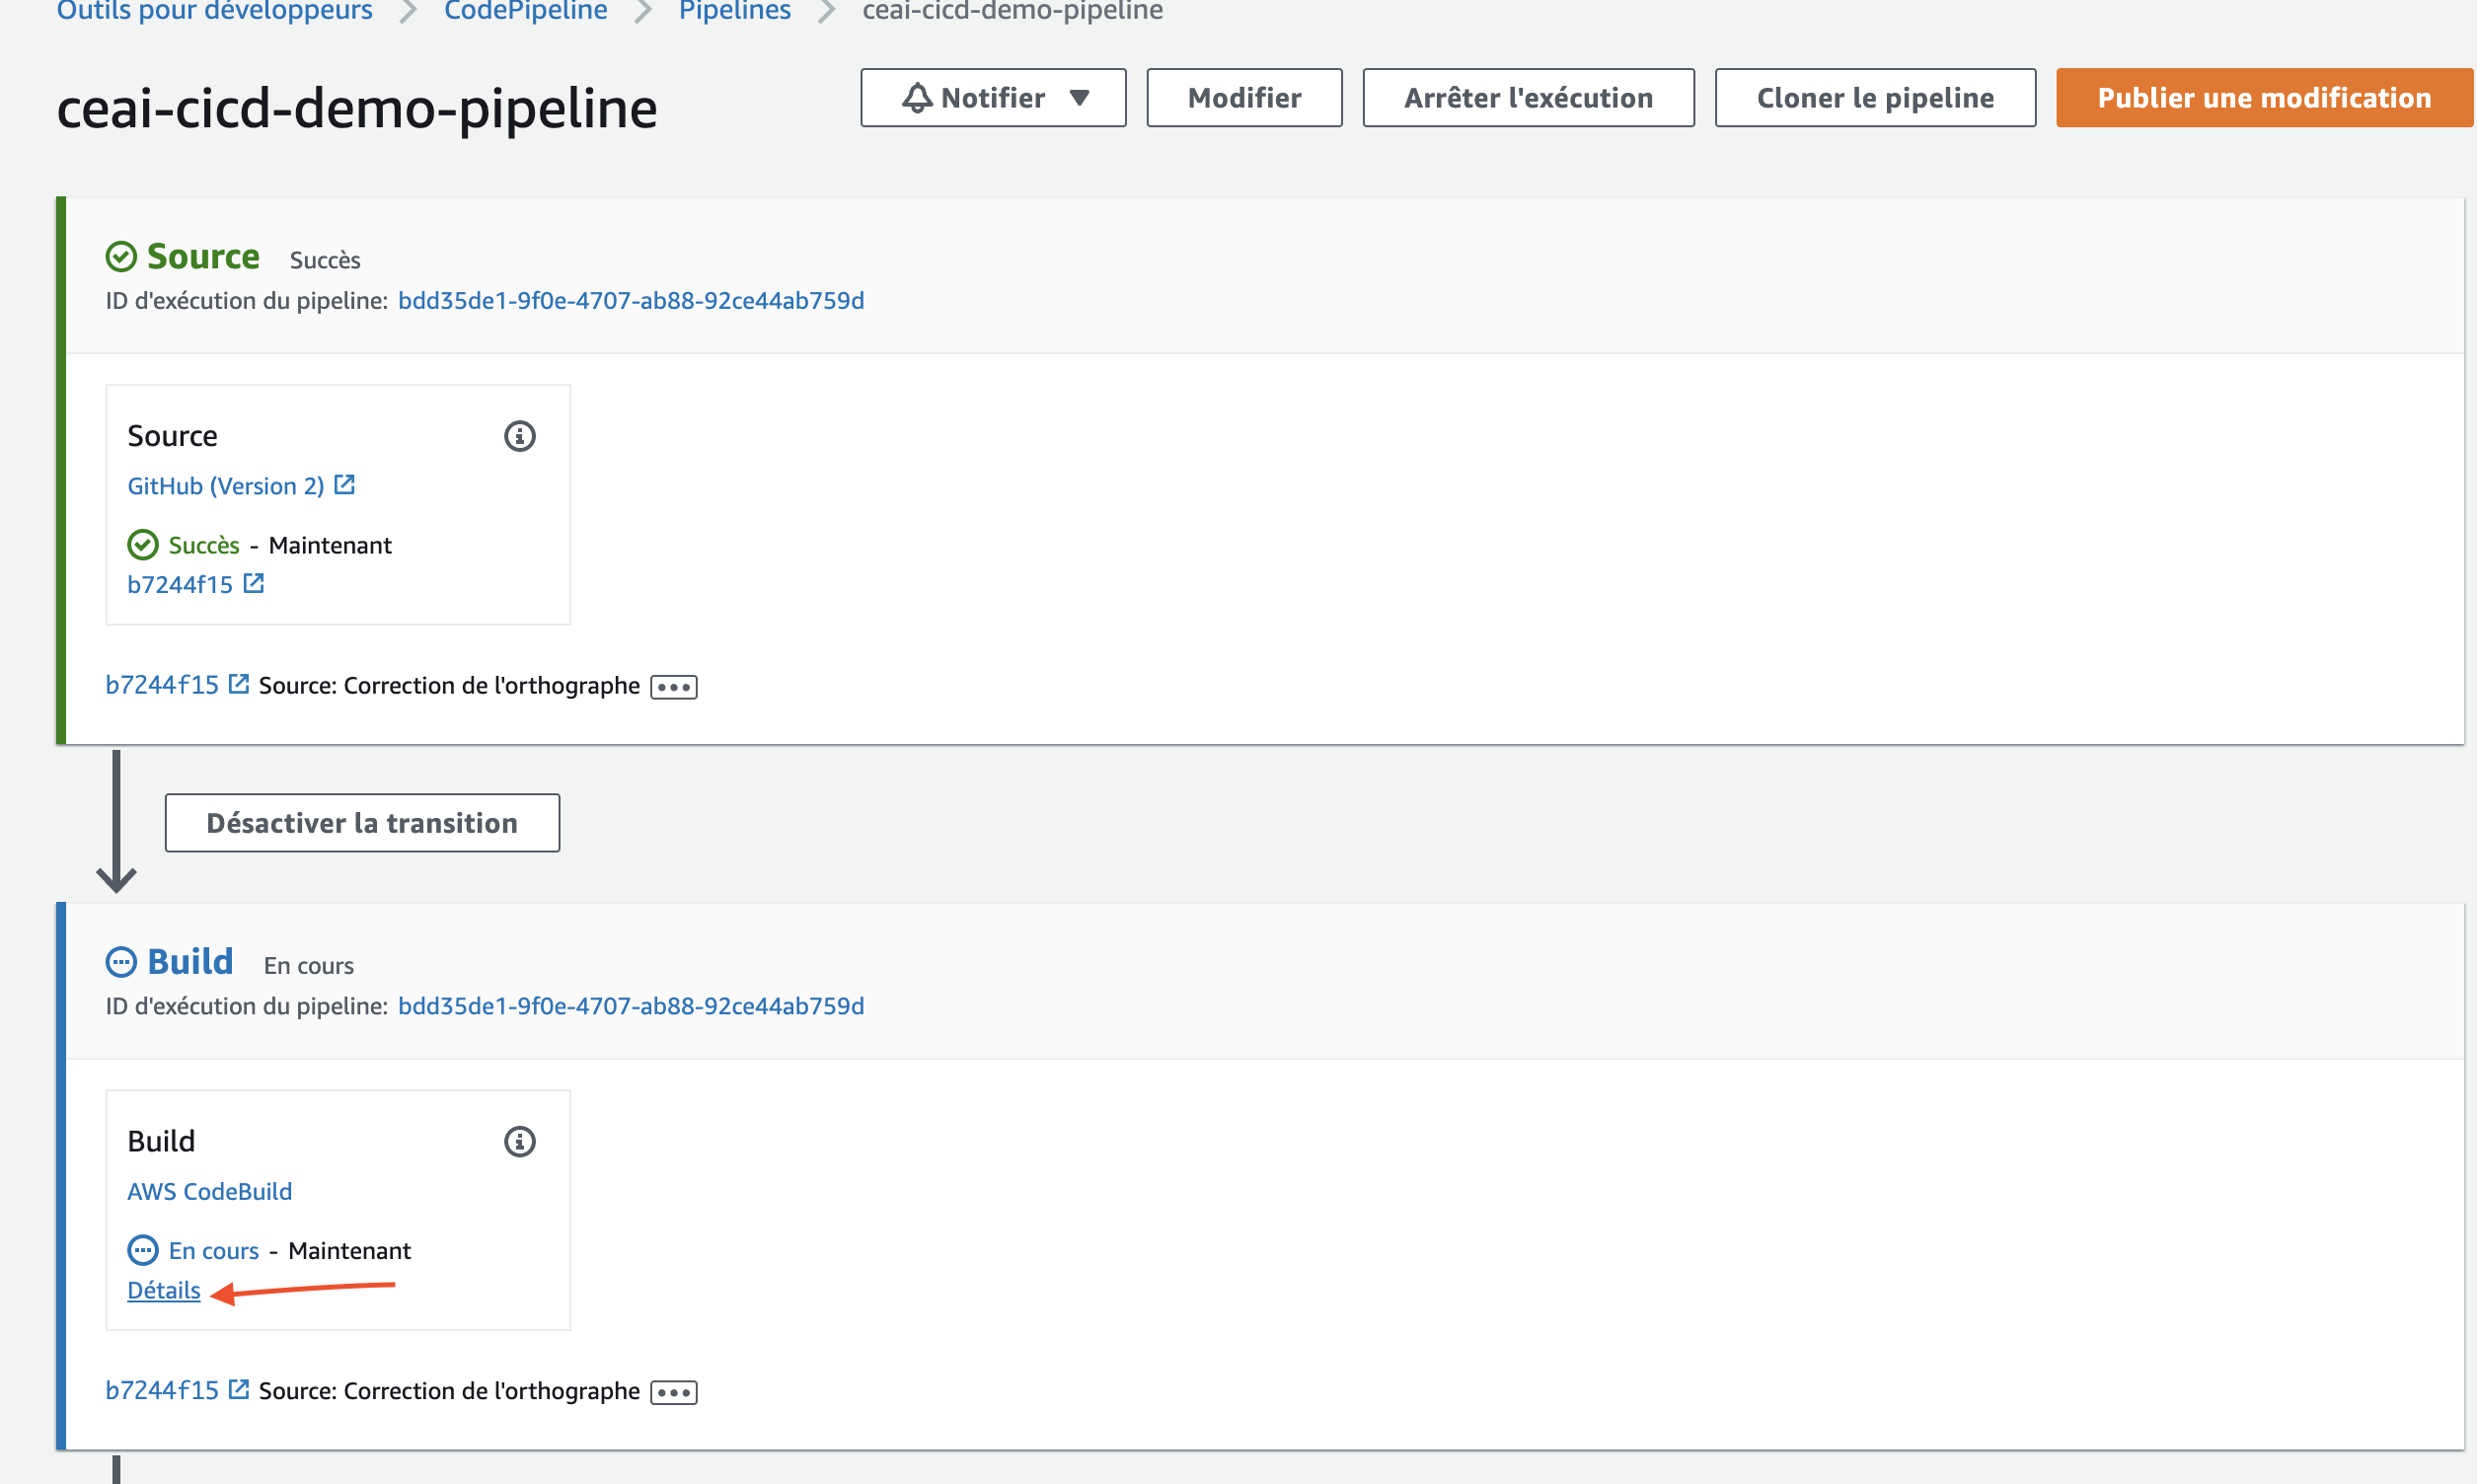 Outils pour développeurs > CodePipeline > Pipelines > ceai-cicd-demo-pipeline
ceai-cicd-demo-pipeline
Notifier
Modifier
Arrêter l'exécution
Cloner le pipeline
Publier une modification
Source Succès
ID d'exécution du pipeline: bdd35de1-9f0e-4707-ab88-92ce44ab759d
Source
GitHub (Version 2)
Succès - Maintenant
b7244f15
b7244f15 Source: Correction de l'orthographe
Désactiver la transition
Build En cours
ID d'exécution du pipeline: bdd35de1-9f0e-4707-ab88-92ce44ab759d
Build
AWS CodeBuild
En cours - Maintenant
Détails
b7244f15 Source: Correction de l'orthographe